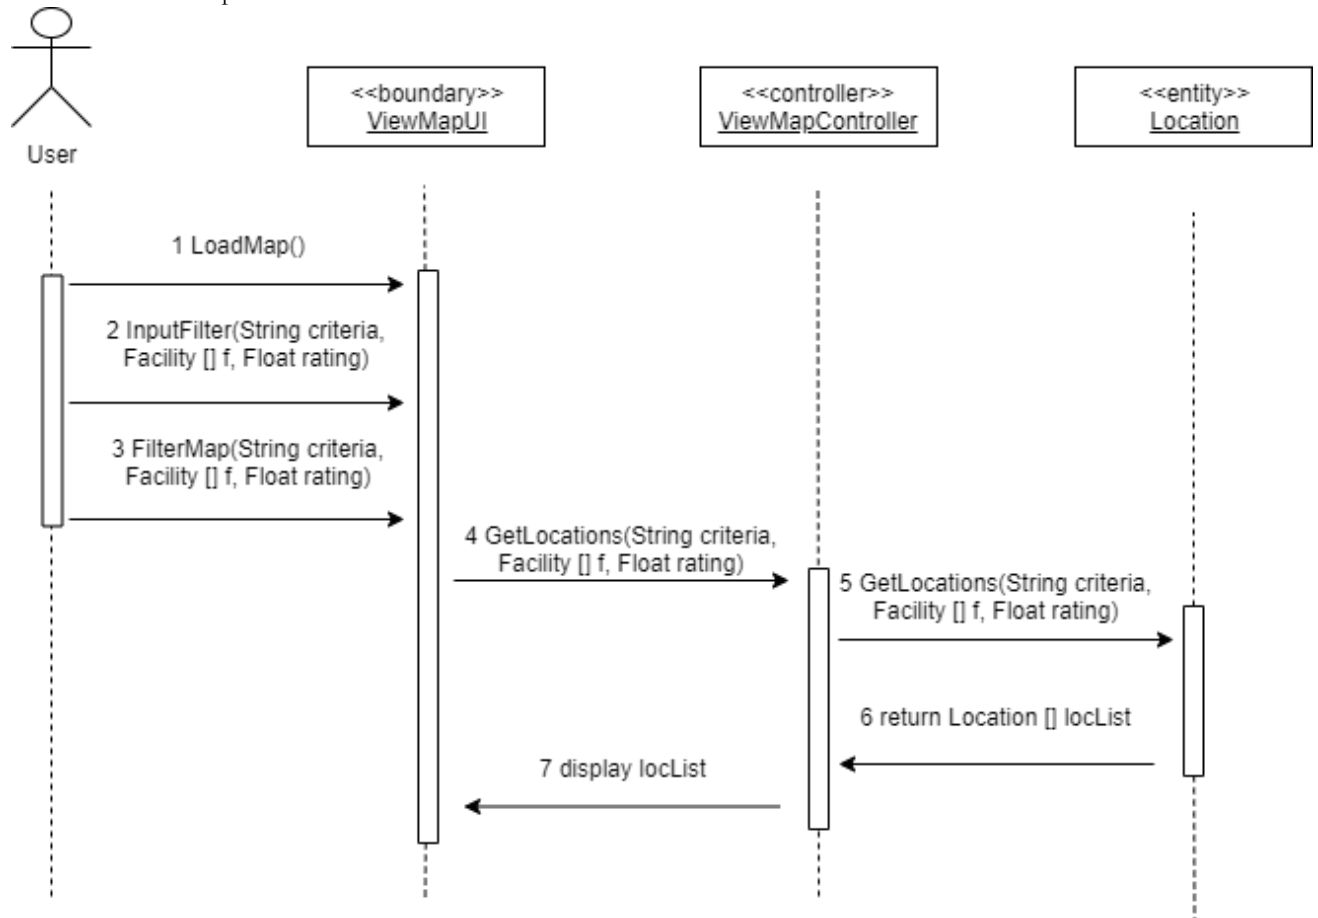 User
<<boundary>>
ViewMapUI
<<controller>>
ViewMapController
<<entity>>
Location
1 LoadMap()
2 InputFilter(String criteria,
Facility [] f, Float rating)
3 FilterMap(String criteria,
Facility [] f, Float rating)
4 GetLocations(String criteria,
Facility [] f, Float rating)
5 GetLocations(String criteria,
Facility [] f, Float rating)
6 return Location [] locList
7 display locList